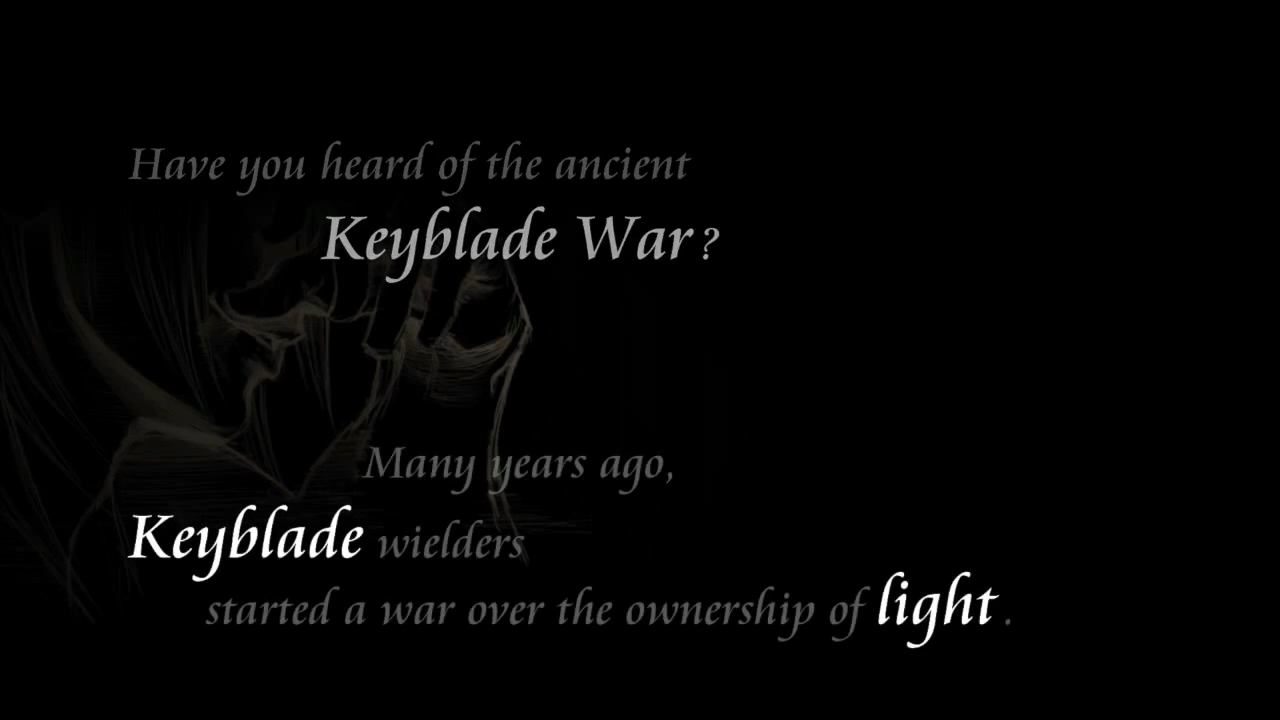 Have you heard of the ancient
Keyblade War?
Many years ago,
Keyblade wielders
started a war over the ownership of light.